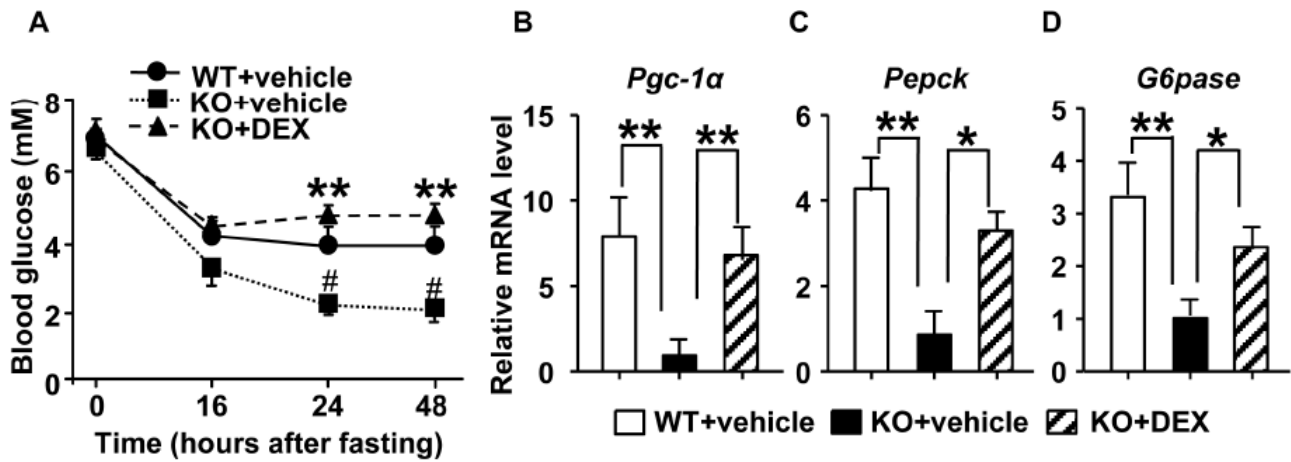 A
WT+vehicle
KO+vehicle
KO+DEX
Blood glucose (mM)
8
6
4
2
0
** **
# #
0 16 24 48
Time (hours after fasting)
B
Pgc-1α
Relative mRNA level
15
10
5
0
** **
C
Pepck
6
4
2
0
** *
D
G6pase
5
4
3
2
1
0
** *
WT+vehicle KO+vehicle KO+DEX